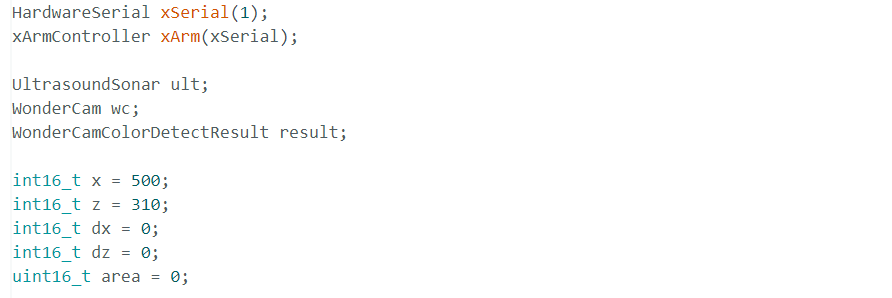 HardwareSerial xSerial(1);
xArmController xArm(xSerial);
UltrasoundSonar ult;
WonderCam wc;
WonderCamColorDetectResult result;
int16_t x = 500;
int16_t z = 310;
int16_t dx = 0;
int16_t dz = 0;
uint16_t area = 0;